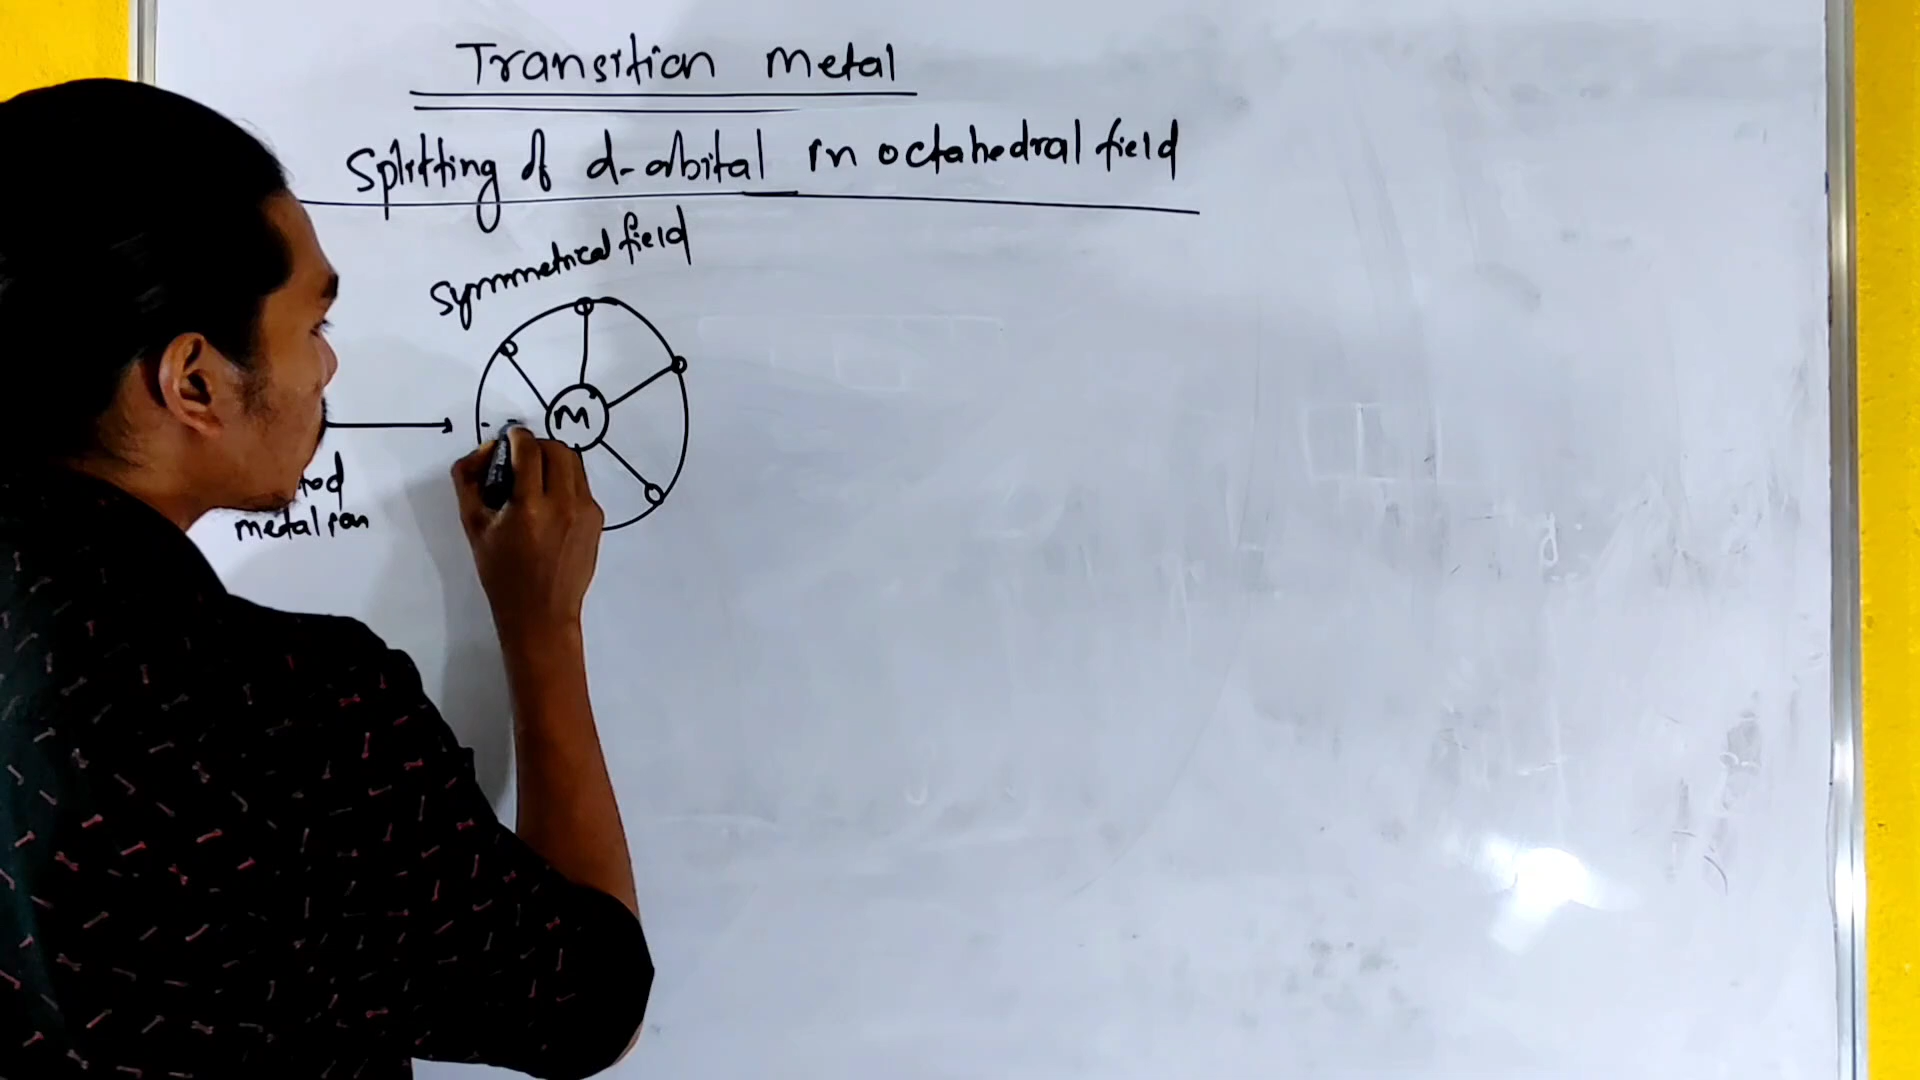 Transition metal
Splitting of d-orbital in octahedral field
Symmetrical field
M
metal ion